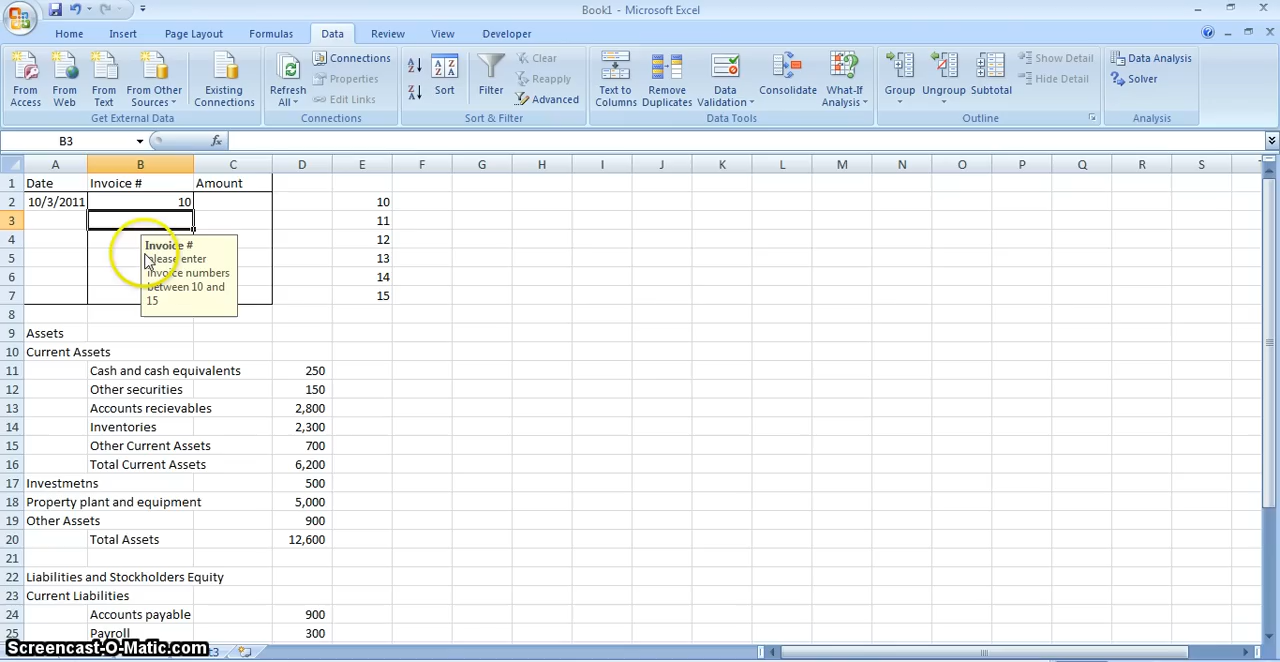 Book1 - Microsoft Excel
Home Insert Page Layout Formulas Data Review View Developer
From Access
From Web
From Text
From Other Sources
Existing Connections
Get External Data
Refresh All
Connections
Properties
Edit Links
Connections
Sort
Filter
Clear
Reapply
Advanced
Sort & Filter
Text to Columns
Remove Duplicates
Data Validation
Consolidate
What-If Analysis
Data Tools
Group
Ungroup
Subtotal
Show Detail
Hide Detail
Outline
Data Analysis
Solver
Analysis
B3 fx
A B C D E F G H I J K L M N O P Q R S
1 Date Invoice # Amount
2 10/3/2011 10 10
3 11
4 12
5 13
6 14
7 15
Invoice #
please enter
invoice numbers
between 10 and
15
8
9 Assets
10 Current Assets
11 Cash and cash equivalents 250
12 Other securities 150
13 Accounts recievables 2,800
14 Inventories 2,300
15 Other Current Assets 700
16 Total Current Assets 6,200
17 Investmetns 500
18 Property plant and equipment 5,000
19 Other Assets 900
20 Total Assets 12,600
21
22 Liabilities and Stockholders Equity
23 Current Liabilities
24 Accounts payable 900
25 Payroll 300
Screencast-O-Matic.com